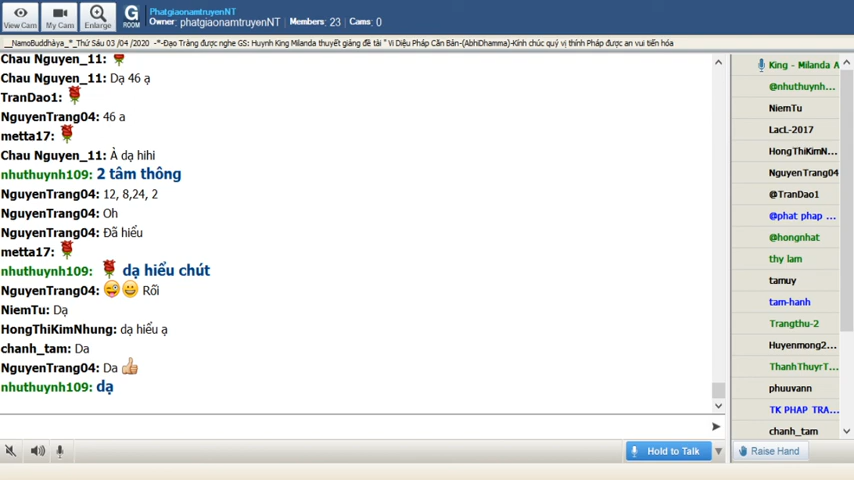 View Cam
My Cam
Enlarge
G
ROOM
PhatgiaonamtruyenNT
Owner: phatgiaonamtruyenNT | Members: 23 | Cams: 0
__NamoBuddhàya_*_Thứ Sáu 03 /04 /2020 -*-Đạo Tràng được nghe GS: Huynh King Milanda thuyết giảng đề tài " Vi Diệu Pháp Căn Bản-(AbhiDhamma)-Kính chúc quý vị thính Pháp được an vui tiến hóa
Chau Nguyen_11:
Chau Nguyen_11: Dạ 46 ạ
TranDao1:
NguyenTrang04: 46 a
metta17:
Chau Nguyen_11: À dạ hihi
nhuthuynh109: 2 tâm thông
NguyenTrang04: 12, 8,24, 2
NguyenTrang04: Oh
NguyenTrang04: Đã hiểu
metta17:
nhuthuynh109: dạ hiểu chút
NguyenTrang04: Rồi
NiemTu: Dạ
HongThiKimNhung: dạ hiểu ạ
chanh_tam: Da
NguyenTrang04: Da
nhuthuynh109: dạ
King - Milanda A
@nhuthuynh...
NiemTu
LacL-2017
HongThiKimN...
NguyenTrang04
@TranDao1
@phat phap ...
@hongnhat
thy lam
tamuy
tam-hanh
Trangthu-2
Huyenmong2...
ThanhThuyrT...
phuuvann
TK PHAP TRA...
chanh_tam
Hold to Talk
Raise Hand